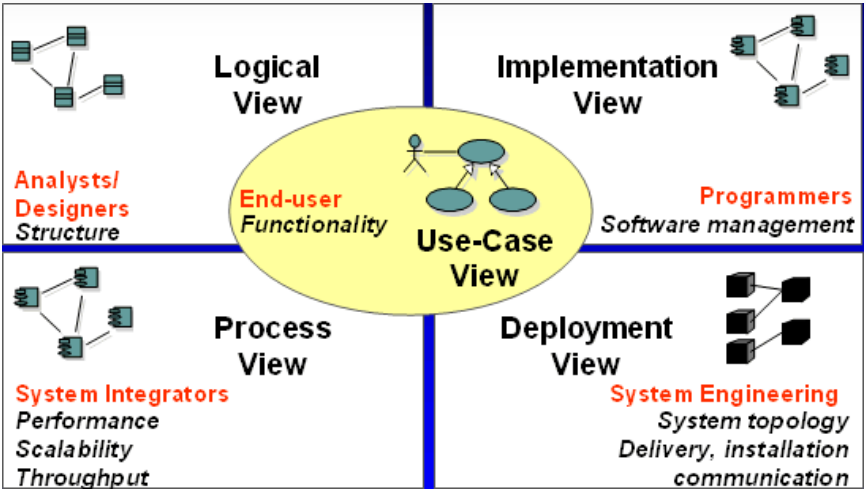 Logical
View
Analysts/
Designers
Structure
Implementation
View
Programmers
Software management
End-user
Functionality
Use-Case
View
Process
View
System Integrators
Performance
Scalability
Throughput
Deployment
View
System Engineering
System topology
Delivery, installation
communication